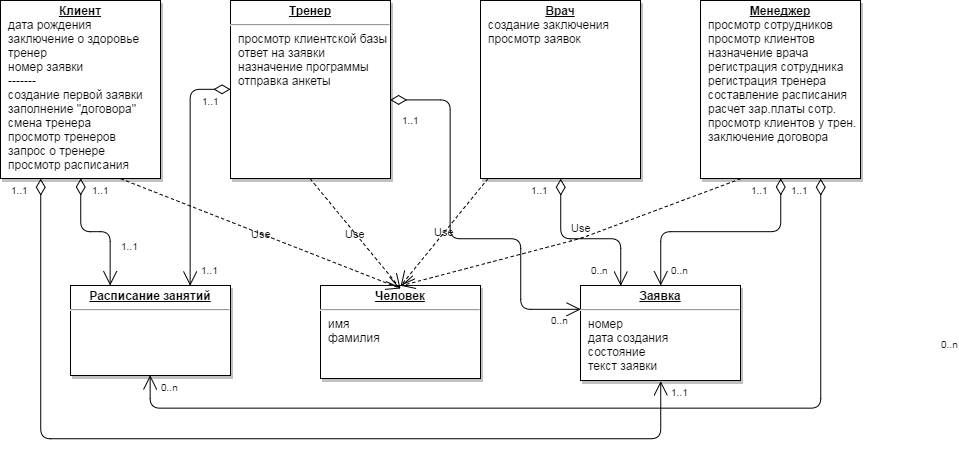 Клиент
дата рождения
заключение о здоровье
тренер
номер заявки
-------
создание первой заявки
заполнение "договора"
смена тренера
просмотр тренеров
запрос о тренере
просмотр расписания
Тренер
просмотр клиентской базы
ответ на заявки
назначение программы
отправка анкеты
Врач
создание заключения
просмотр заявок
Менеджер
просмотр сотрудников
просмотр клиентов
назначение врача
регистрация сотрудника
регистрация тренера
составление расписания
расчет зар.платы сотр.
просмотр клиентов у трен.
заключение договора
1..1
1..1
1..1
1..1
1..1
1..1
1..1
Use
Use
Use
Use
1..1
1..1
0..n
0..n
Расписание занятий
Человек
имя
фамилия
0..n
Заявка
номер
дата создания
состояние
текст заявки
0..n
0..n
1..1